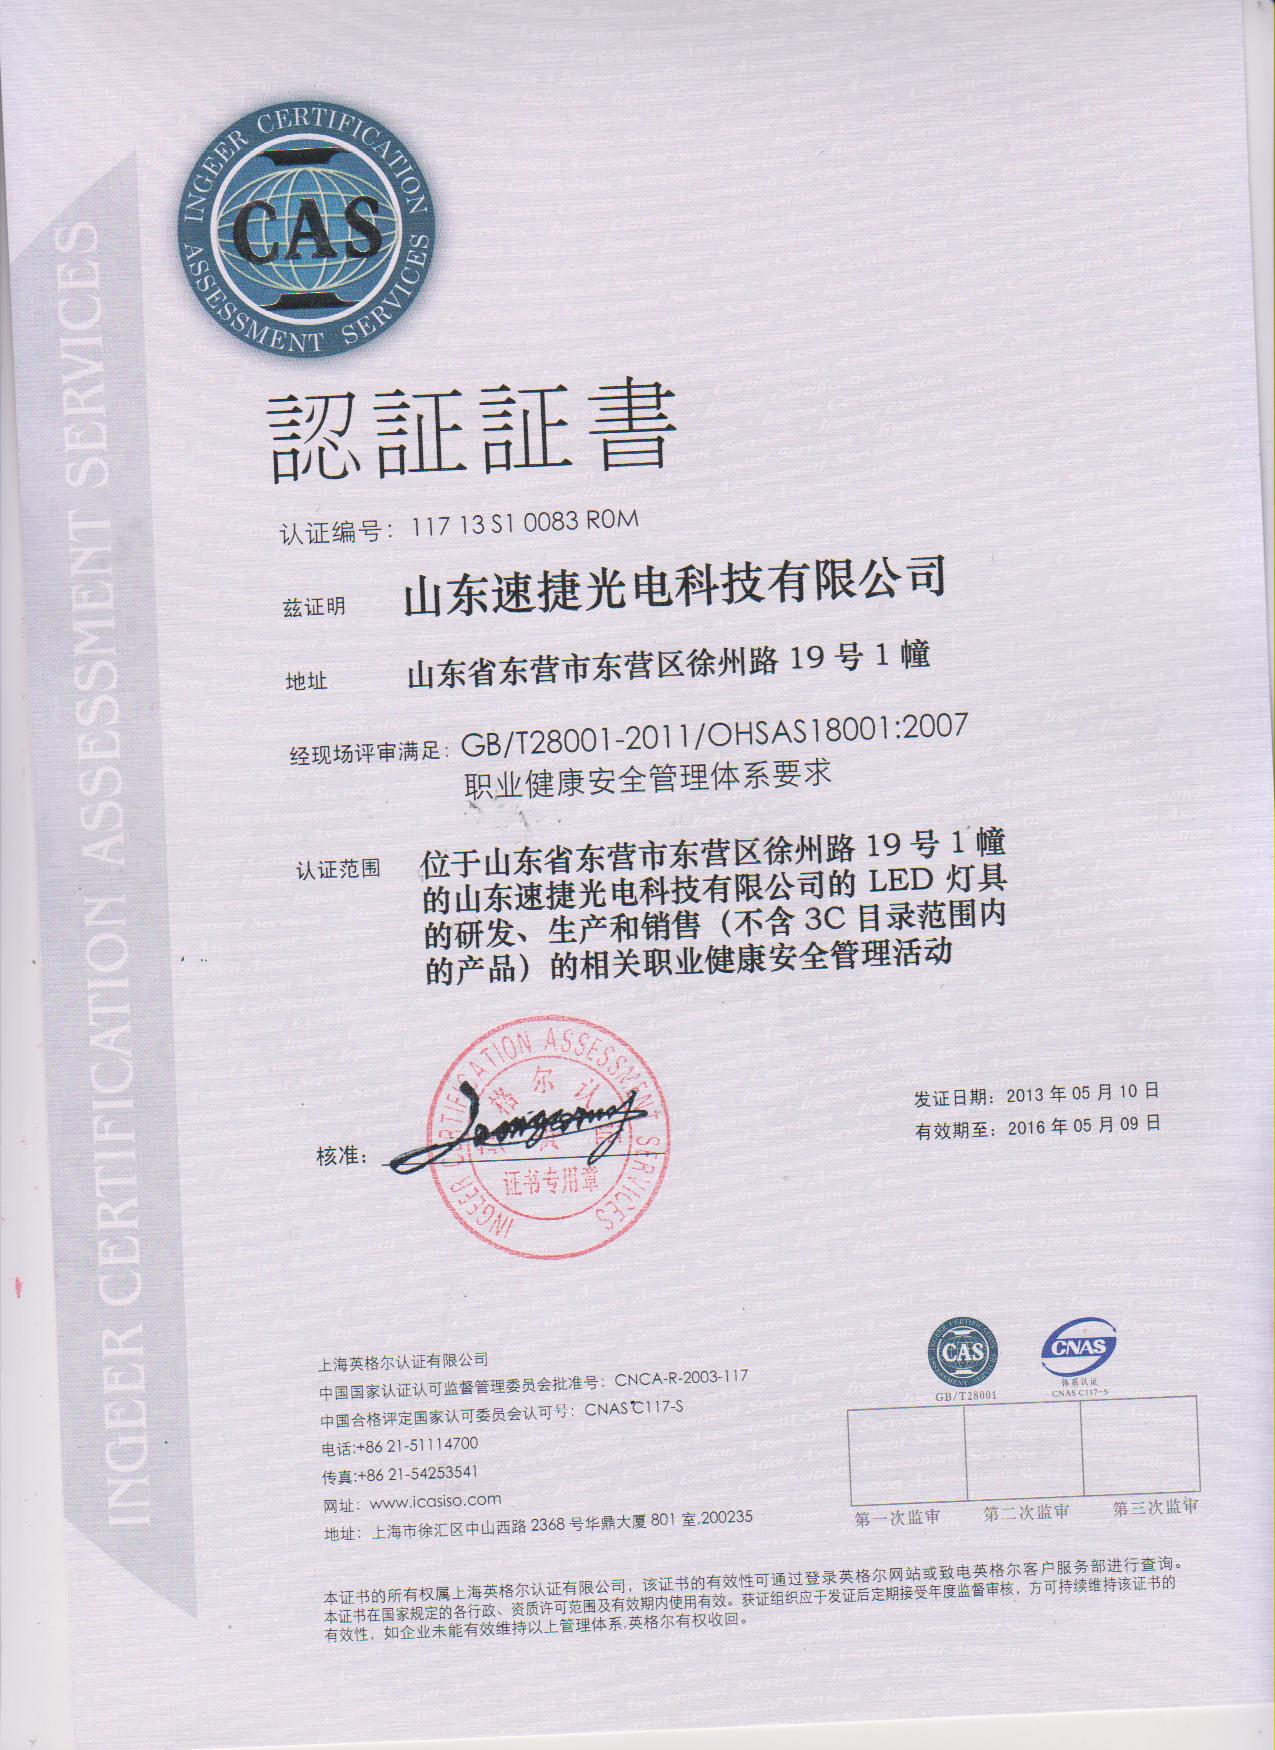 INGEER CERTIFICATION
CAS
ASSESSMENT SERVICES
INGEER CERTIFICATION ASSESSMENT SERVICES
認証証書
认证编号：117 13 S1 0083 R0M
兹证明 山东速捷光电科技有限公司
地址 山东省东营市东营区徐州路 19 号 1 幢
经现场评审满足：GB/T28001-2011/OHSAS18001:2007
职业健康安全管理体系要求
认证范围 位于山东省东营市东营区徐州路 19 号 1 幢
的山东速捷光电科技有限公司的 LED 灯具
的研发、生产和销售（不含 3C 目录范围内
的产品）的相关职业健康安全管理活动
INGEER CERTIFICATION ASSESSMENT SERVICES
格尔认
证书专用章
发证日期：2013 年 05 月 10 日
有效期至：2016 年 05 月 09 日
核准：
上海英格尔认证有限公司
中国国家认证认可监督管理委员会批准号：CNCA-R-2003-117
中国合格评定国家认可委员会认可号：CNAS C117-S
电话:+86 21-51114700
传真:+86 21-54253541
网址：www.icasiso.com
地址：上海市徐汇区中山西路 2368 号华鼎大厦 801 室,200235
CAS
GB/T28001
CNAS
体系认证
CNAS C117-S
第一次监审 第二次监审 第三次监审
本证书的所有权属上海英格尔认证有限公司，该证书的有效性可通过登录英格尔网站或致电英格尔客户服务部进行查询。
本证书在国家规定的各行政、资质许可范围及有效期内使用有效。获证组织应于发证后定期接受年度监督审核，方可持续维持该证书的
有效性，如企业未能有效维持以上管理体系,英格尔有权收回。